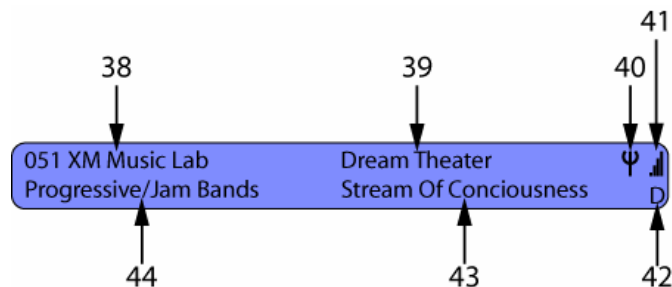 41
38 39 40
051 XM Music Lab Dream Theater
Progressive/Jam Bands Stream Of Conciousness D
44 43 42